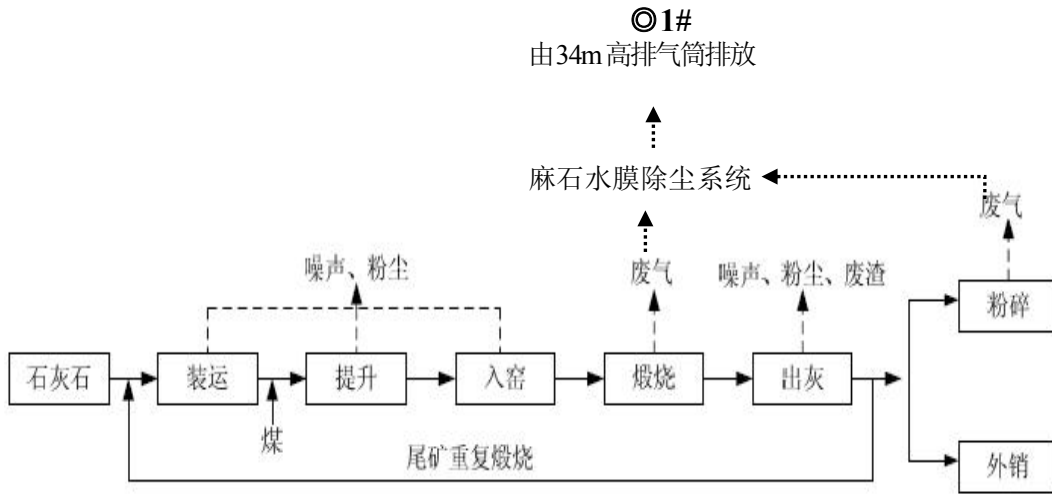 ◎1#
由34m高排气筒排放
麻石水膜除尘系统
废气
噪声、粉尘
废气
噪声、粉尘、废渣
粉碎
石灰石
装运
提升
入窑
煅烧
出灰
煤
尾矿重复煅烧
外销